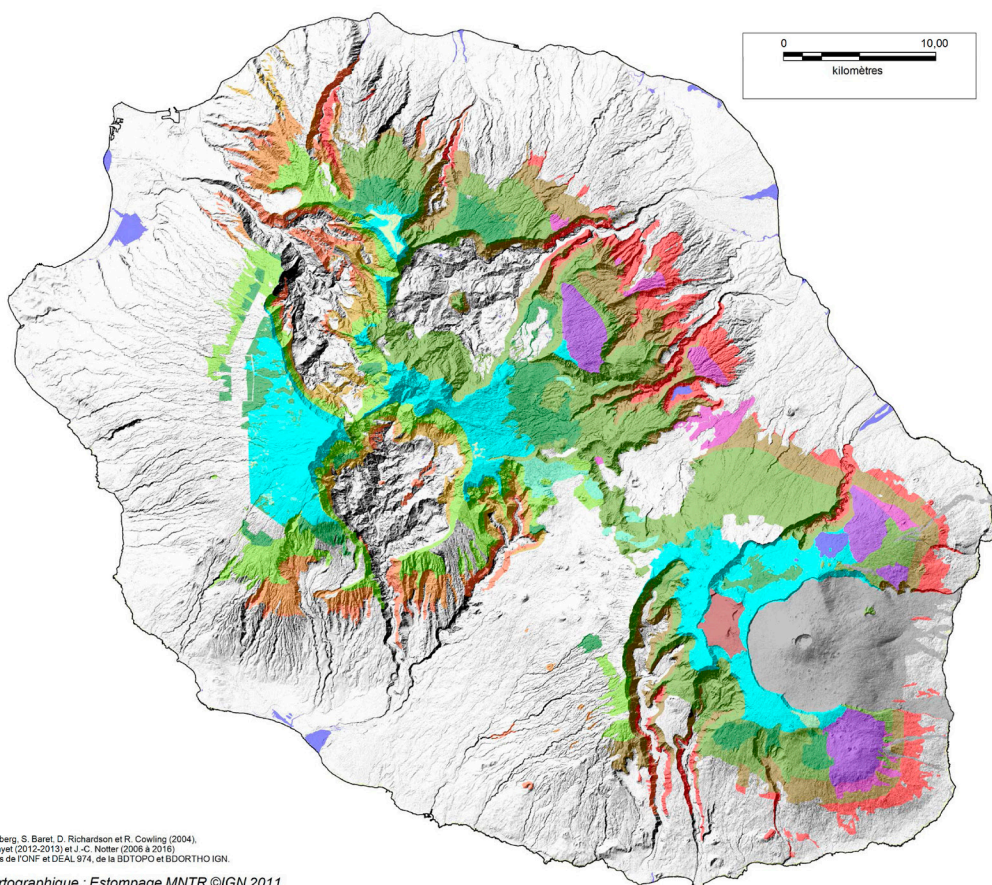 0 10,00
kilomètres
berg, S. Baret, D. Richardson et R. Cowling (2004),
yet (2012-2013) et J.-C. Notter (2006 à 2016)
s de l'ONF et DEAL 974, de la BDTOPO et BDORTHO IGN.
rtographique : Estompage MNTR ©IGN 2011